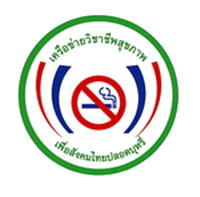 เครือข่ายวิชาชีพสุขภาพ
เพื่อสังคมไทยปลอดบุหรี่